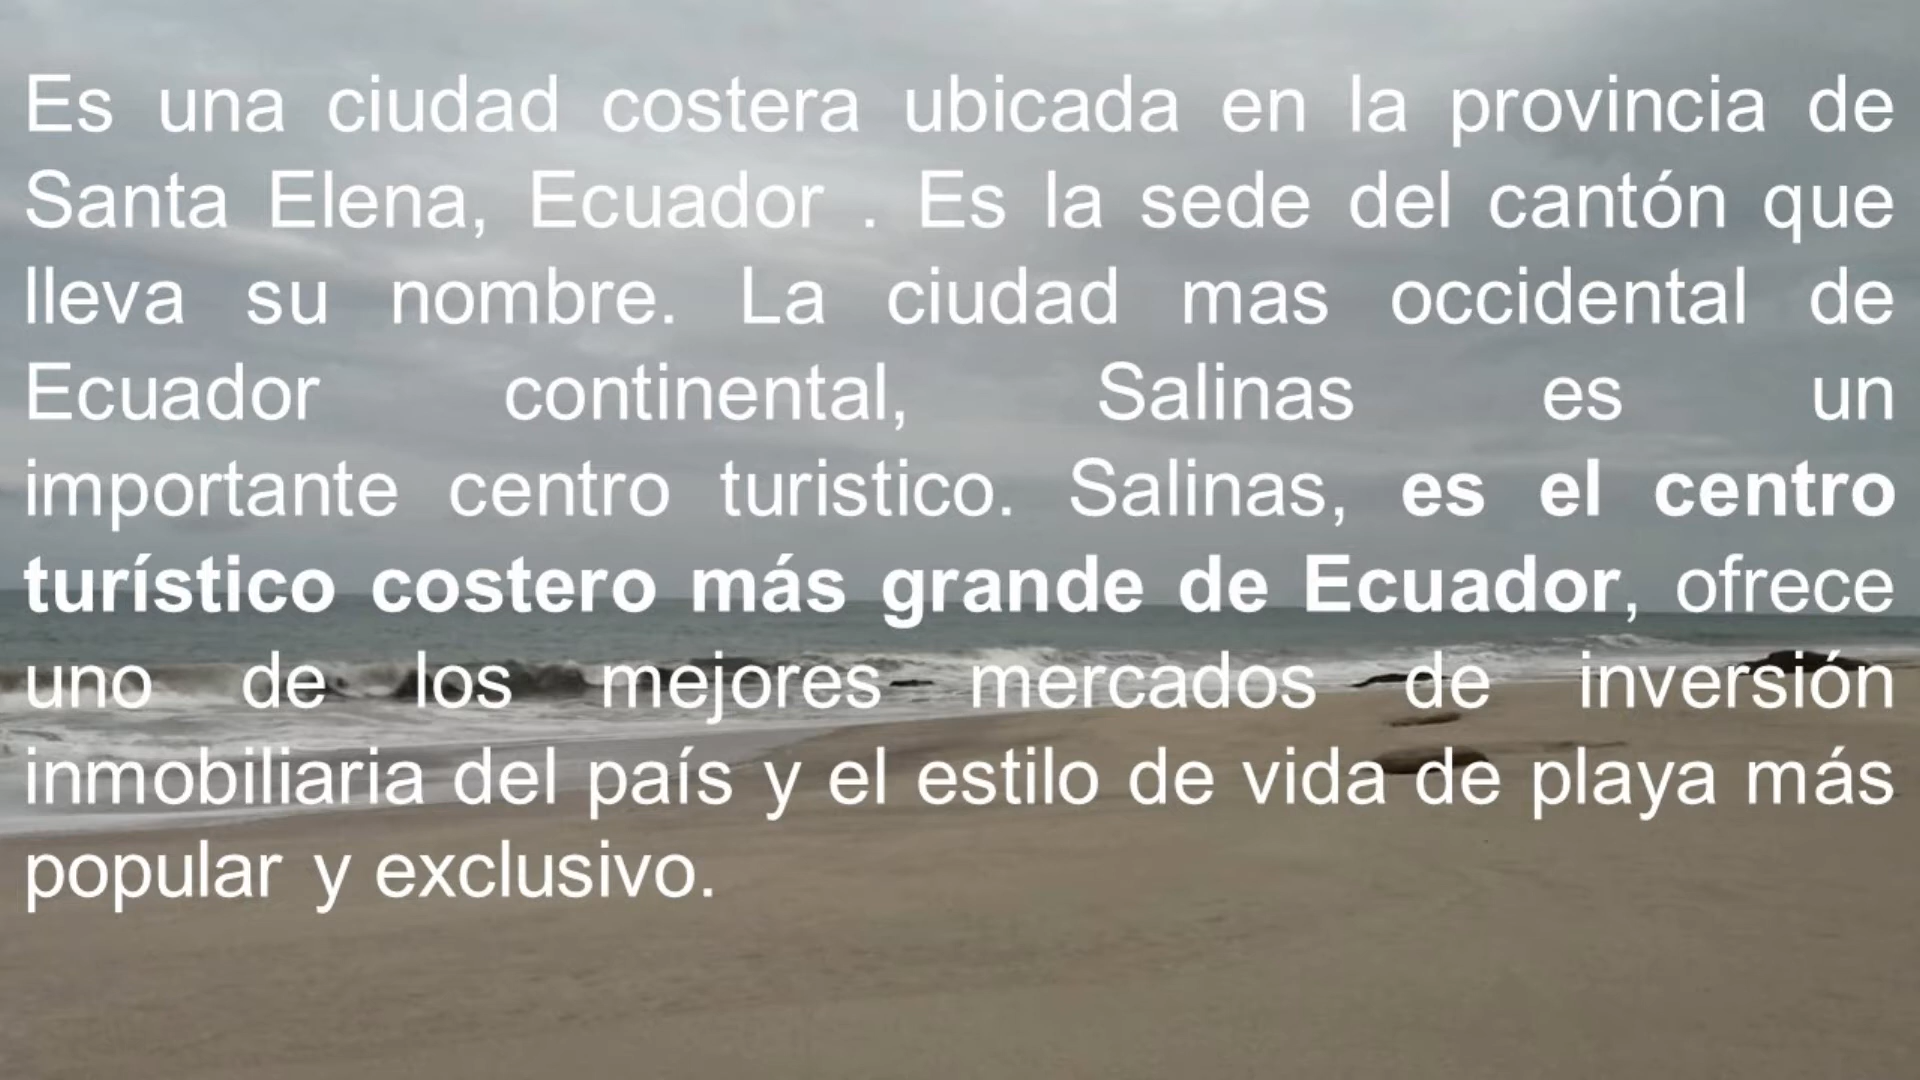 Es una ciudad costera ubicada en la provincia de
Santa Elena, Ecuador . Es la sede del cantón que
lleva su nombre. La ciudad mas occidental de
Ecuador continental, Salinas es un
importante centro turistico. Salinas, es el centro
turístico costero más grande de Ecuador, ofrece
uno de los mejores mercados de inversión
inmobiliaria del país y el estilo de vida de playa más
popular y exclusivo.